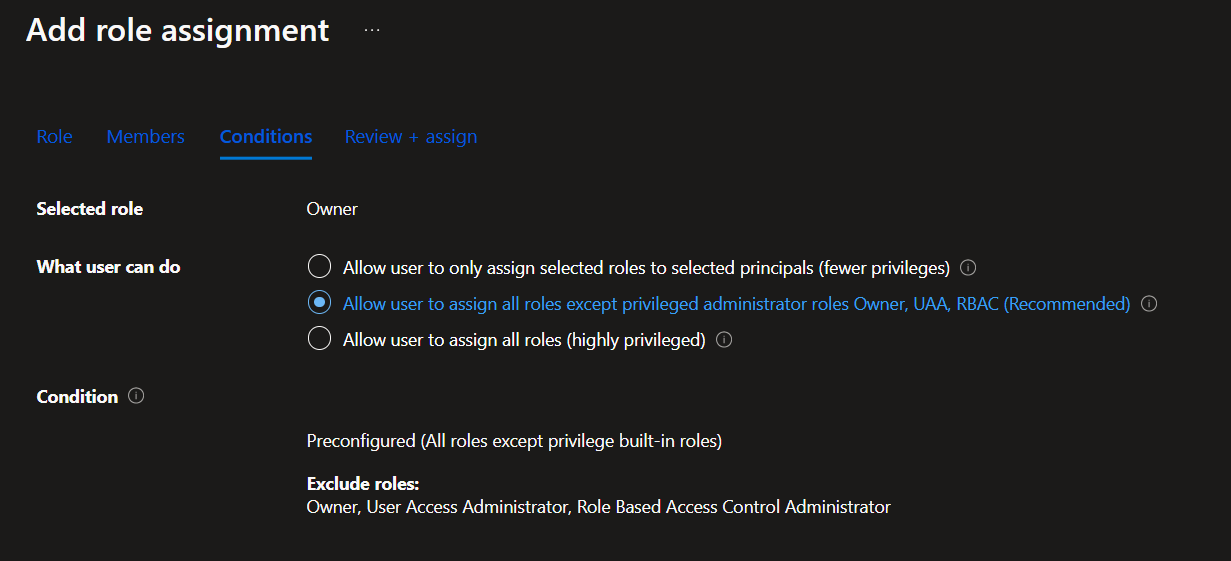 Add role assignment ...
Role Members Conditions Review + assign
Selected role Owner
What user can do Allow user to only assign selected roles to selected principals (fewer privileges)
Allow user to assign all roles except privileged administrator roles Owner, UAA, RBAC (Recommended)
Allow user to assign all roles (highly privileged)
Condition
Preconfigured (All roles except privilege built-in roles)
Exclude roles:
Owner, User Access Administrator, Role Based Access Control Administrator